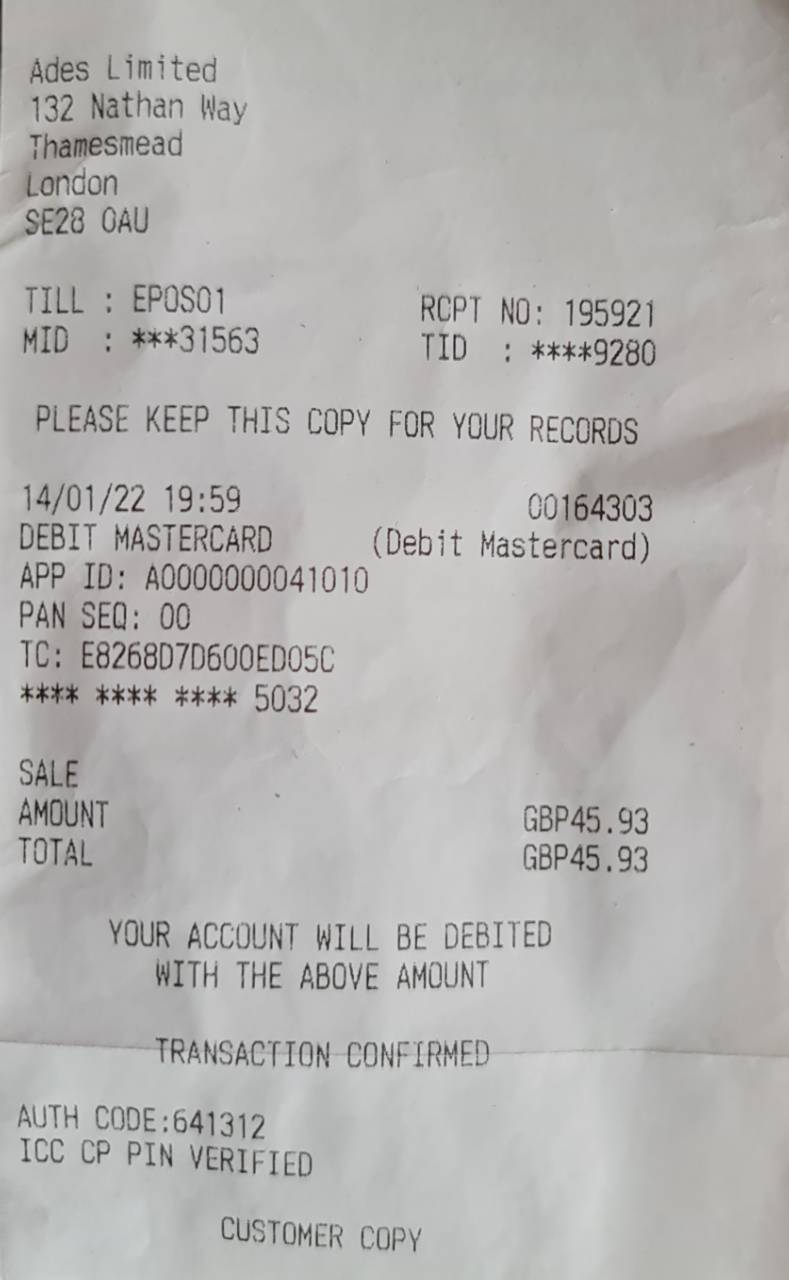 Ades Limited
132 Nathan Way
Thamesmead
London
SE28 0AU
TILL : EPOS01 RCPT NO: 195921
MID : ***31563 TID : ****9280
PLEASE KEEP THIS COPY FOR YOUR RECORDS
14/01/22 19:59 00164303
DEBIT MASTERCARD (Debit Mastercard)
APP ID: A0000000041010
PAN SEQ: 00
TC: E8268D7D600ED05C
**** **** **** 5032
SALE
AMOUNT GBP45.93
TOTAL GBP45.93
YOUR ACCOUNT WILL BE DEBITED
WITH THE ABOVE AMOUNT
TRANSACTION CONFIRMED
AUTH CODE:641312
ICC CP PIN VERIFIED
CUSTOMER COPY